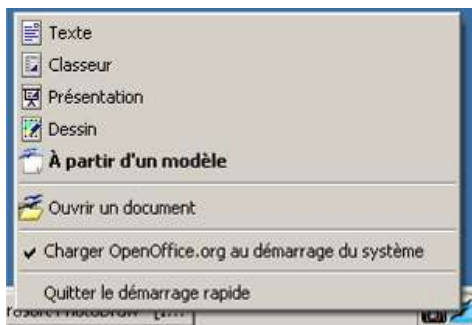 Texte
Classeur
Présentation
Dessin
À partir d'un modèle
Ouvrir un document
Charger OpenOffice.org au démarrage du système
Quitter le démarrage rapide